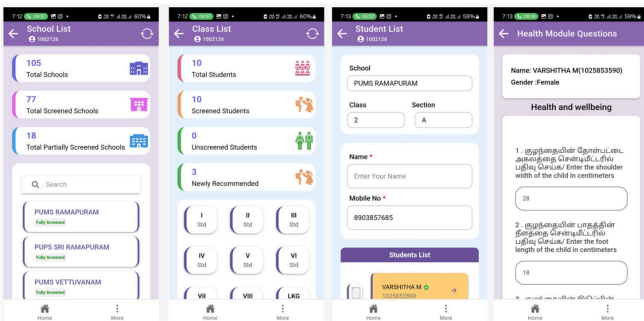 7:12 04:51 60%
School List
1002126
105
Total Schools
77
Total Screened Schools
18
Total Partially Screened Schools
Search
PUMS RAMAPURAM
Fully Screened
PUPS SRI RAMAPURAM
Fully Screened
PUMS VETTUVANAM
Fully Screened
Home More
7:12 04:57 60%
Class List
1002126
10
Total Students
10
Screened Students
0
Unscreened Students
3
Newly Recommended
I II III
Std Std Std
IV V VI
Std Std Std
VII VIII LKG
Home More
7:13 59%
Student List
1002126
School
PUMS RAMAPURAM
Class Section
2 A
Name *
Enter Your Name
Mobile No *
8903857685
Students List
VARSHITHA M
1025853590
Home More
7:13 59%
Health Module Questions
Name: VARSHITHA M(1025853590)
Gender :Female
Health and wellbeing
1 . குழந்தையின் தோள்பட்டை
அகலத்தை சென்டிமீட்டரில்
பதிவு செய்க/ Enter the shoulder
width of the child in centimeters
28
2 . குழந்தையின் பாதத்தின்
நீளத்தை சென்டிமீட்டரில்
பதிவு செய்க/ Enter the foot
length of the child in centimeters
18
Home More